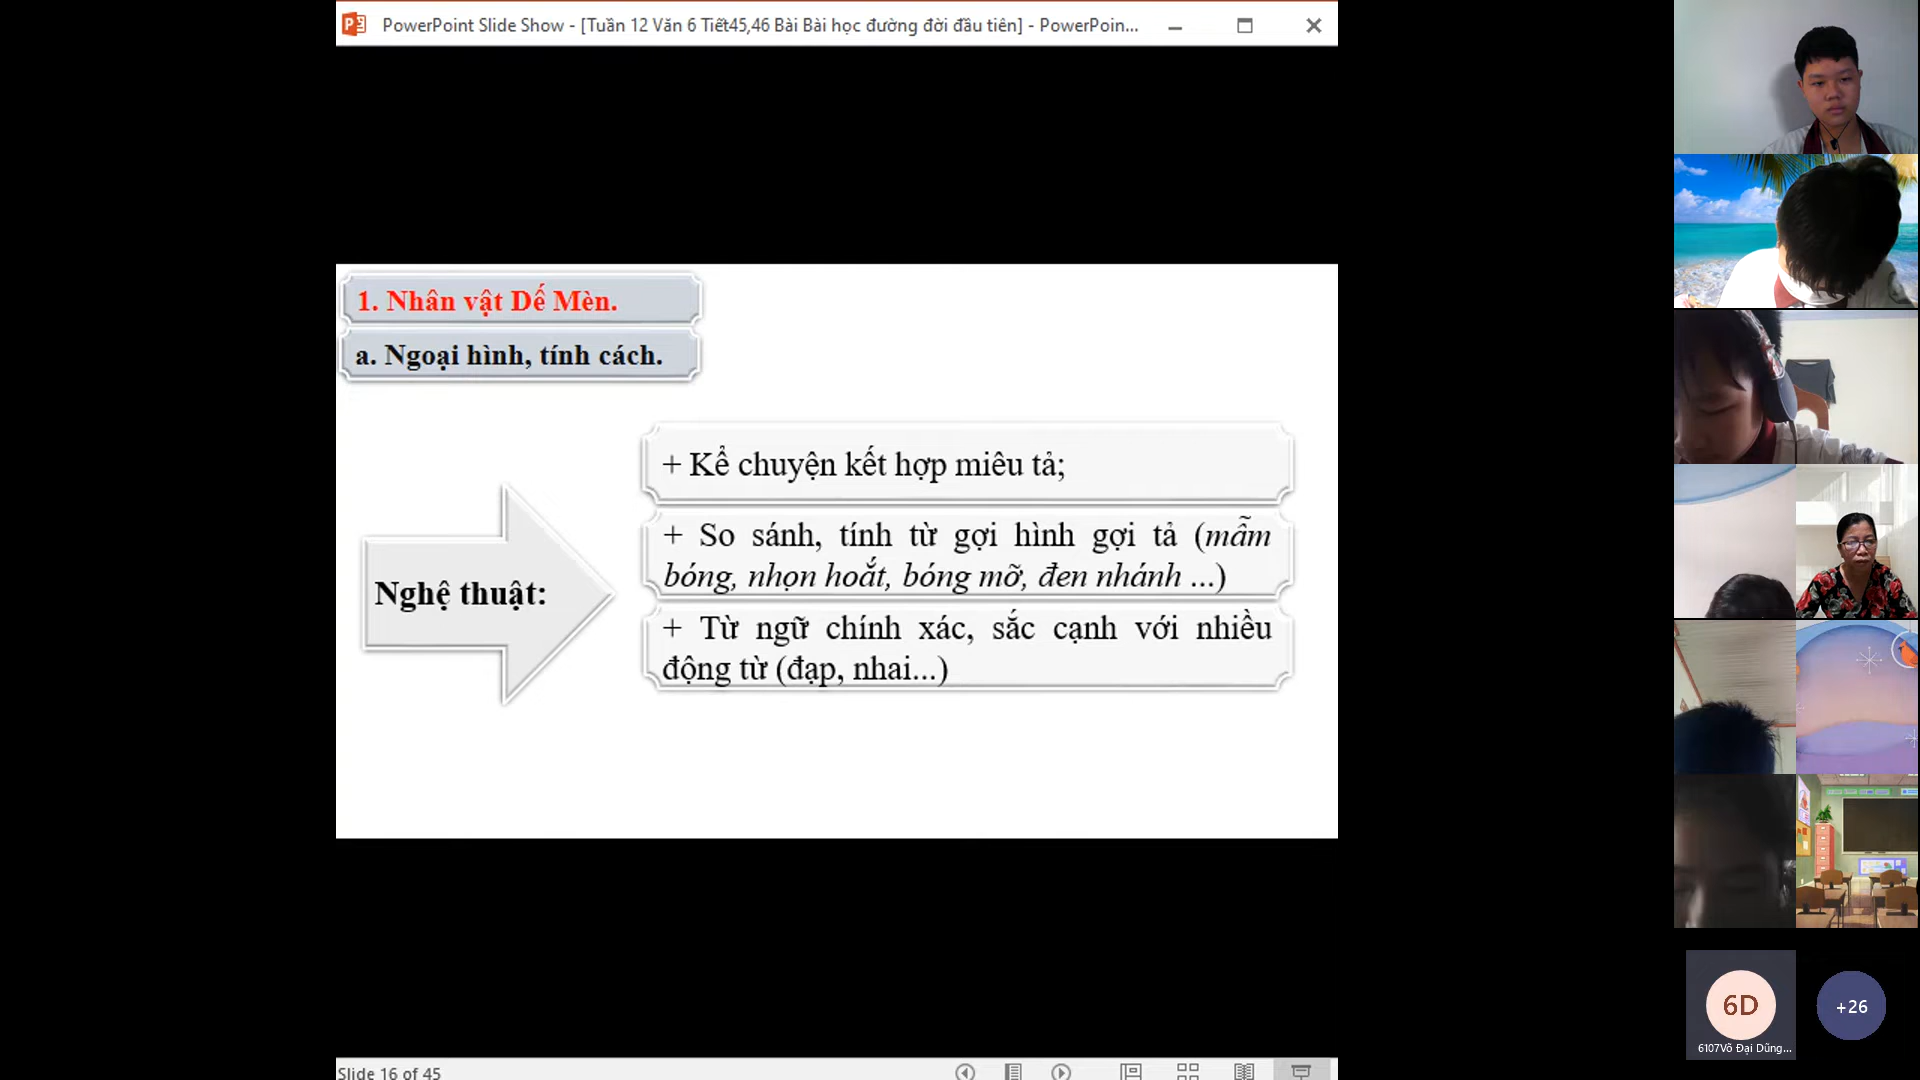 PowerPoint Slide Show - [Tuần 12 Văn 6 Tiết45,46 Bài Bài học đường đời đầu tiên] - PowerPoin...
1. Nhân vật Dế Mèn.
a. Ngoại hình, tính cách.
Nghệ thuật:
+ Kể chuyện kết hợp miêu tả;
+ So sánh, tính từ gợi hình gợi tả (mẫm
bóng, nhọn hoắt, bóng mỡ, đen nhánh ...)
+ Từ ngữ chính xác, sắc cạnh với nhiều
động từ (đạp, nhai...)
6D
+26
6107Võ Đại Dũng...
Slide 16 of 45